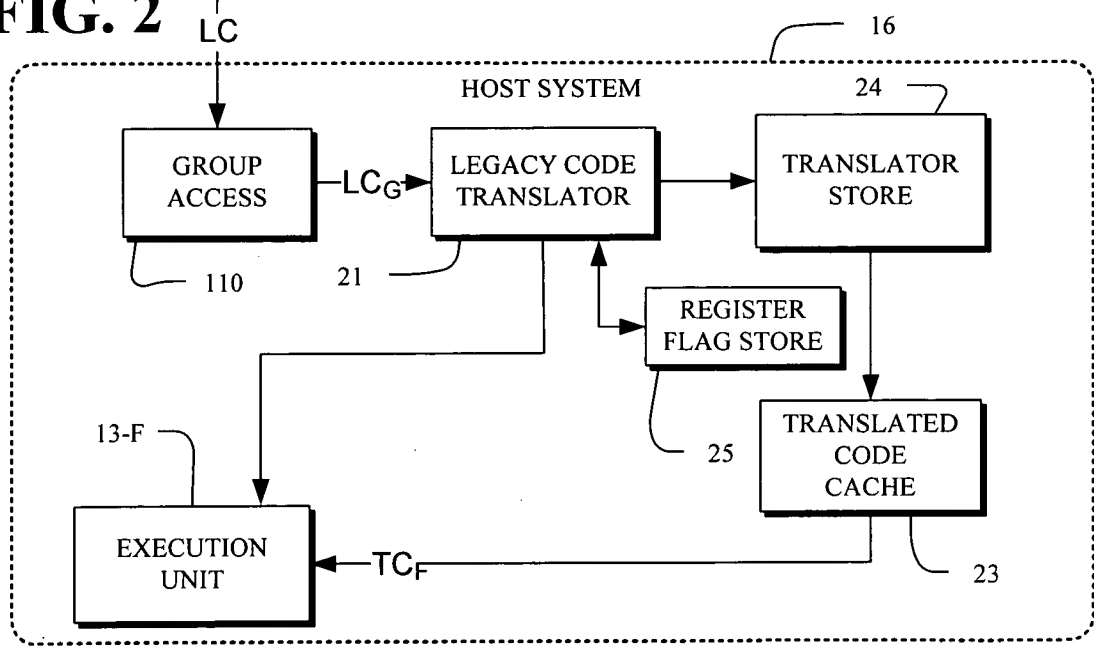 FIG. 2
LC
16
HOST SYSTEM
24
GROUP
ACCESS
LCG
LEGACY CODE
TRANSLATOR
TRANSLATOR
STORE
110
21
REGISTER
FLAG STORE
25
13-F
TRANSLATED
CODE
CACHE
EXECUTION
UNIT
TCF
23